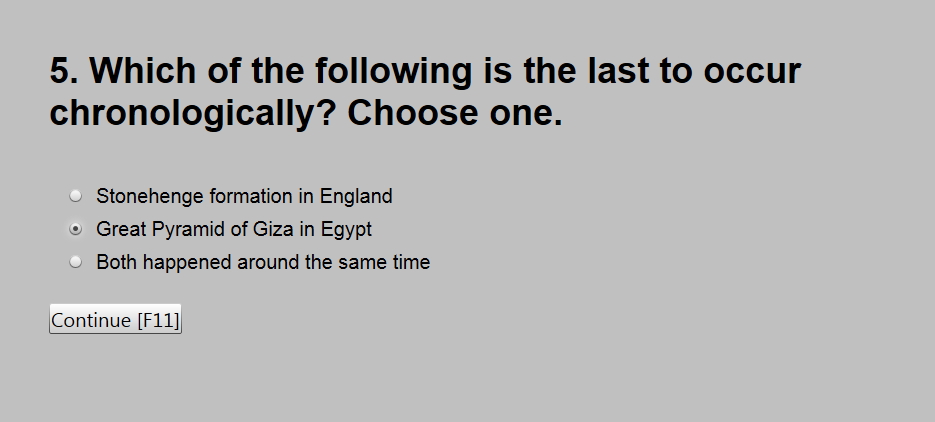 5. Which of the following is the last to occur
chronologically? Choose one.
Stonehenge formation in England
Great Pyramid of Giza in Egypt
Both happened around the same time
Continue [F11]